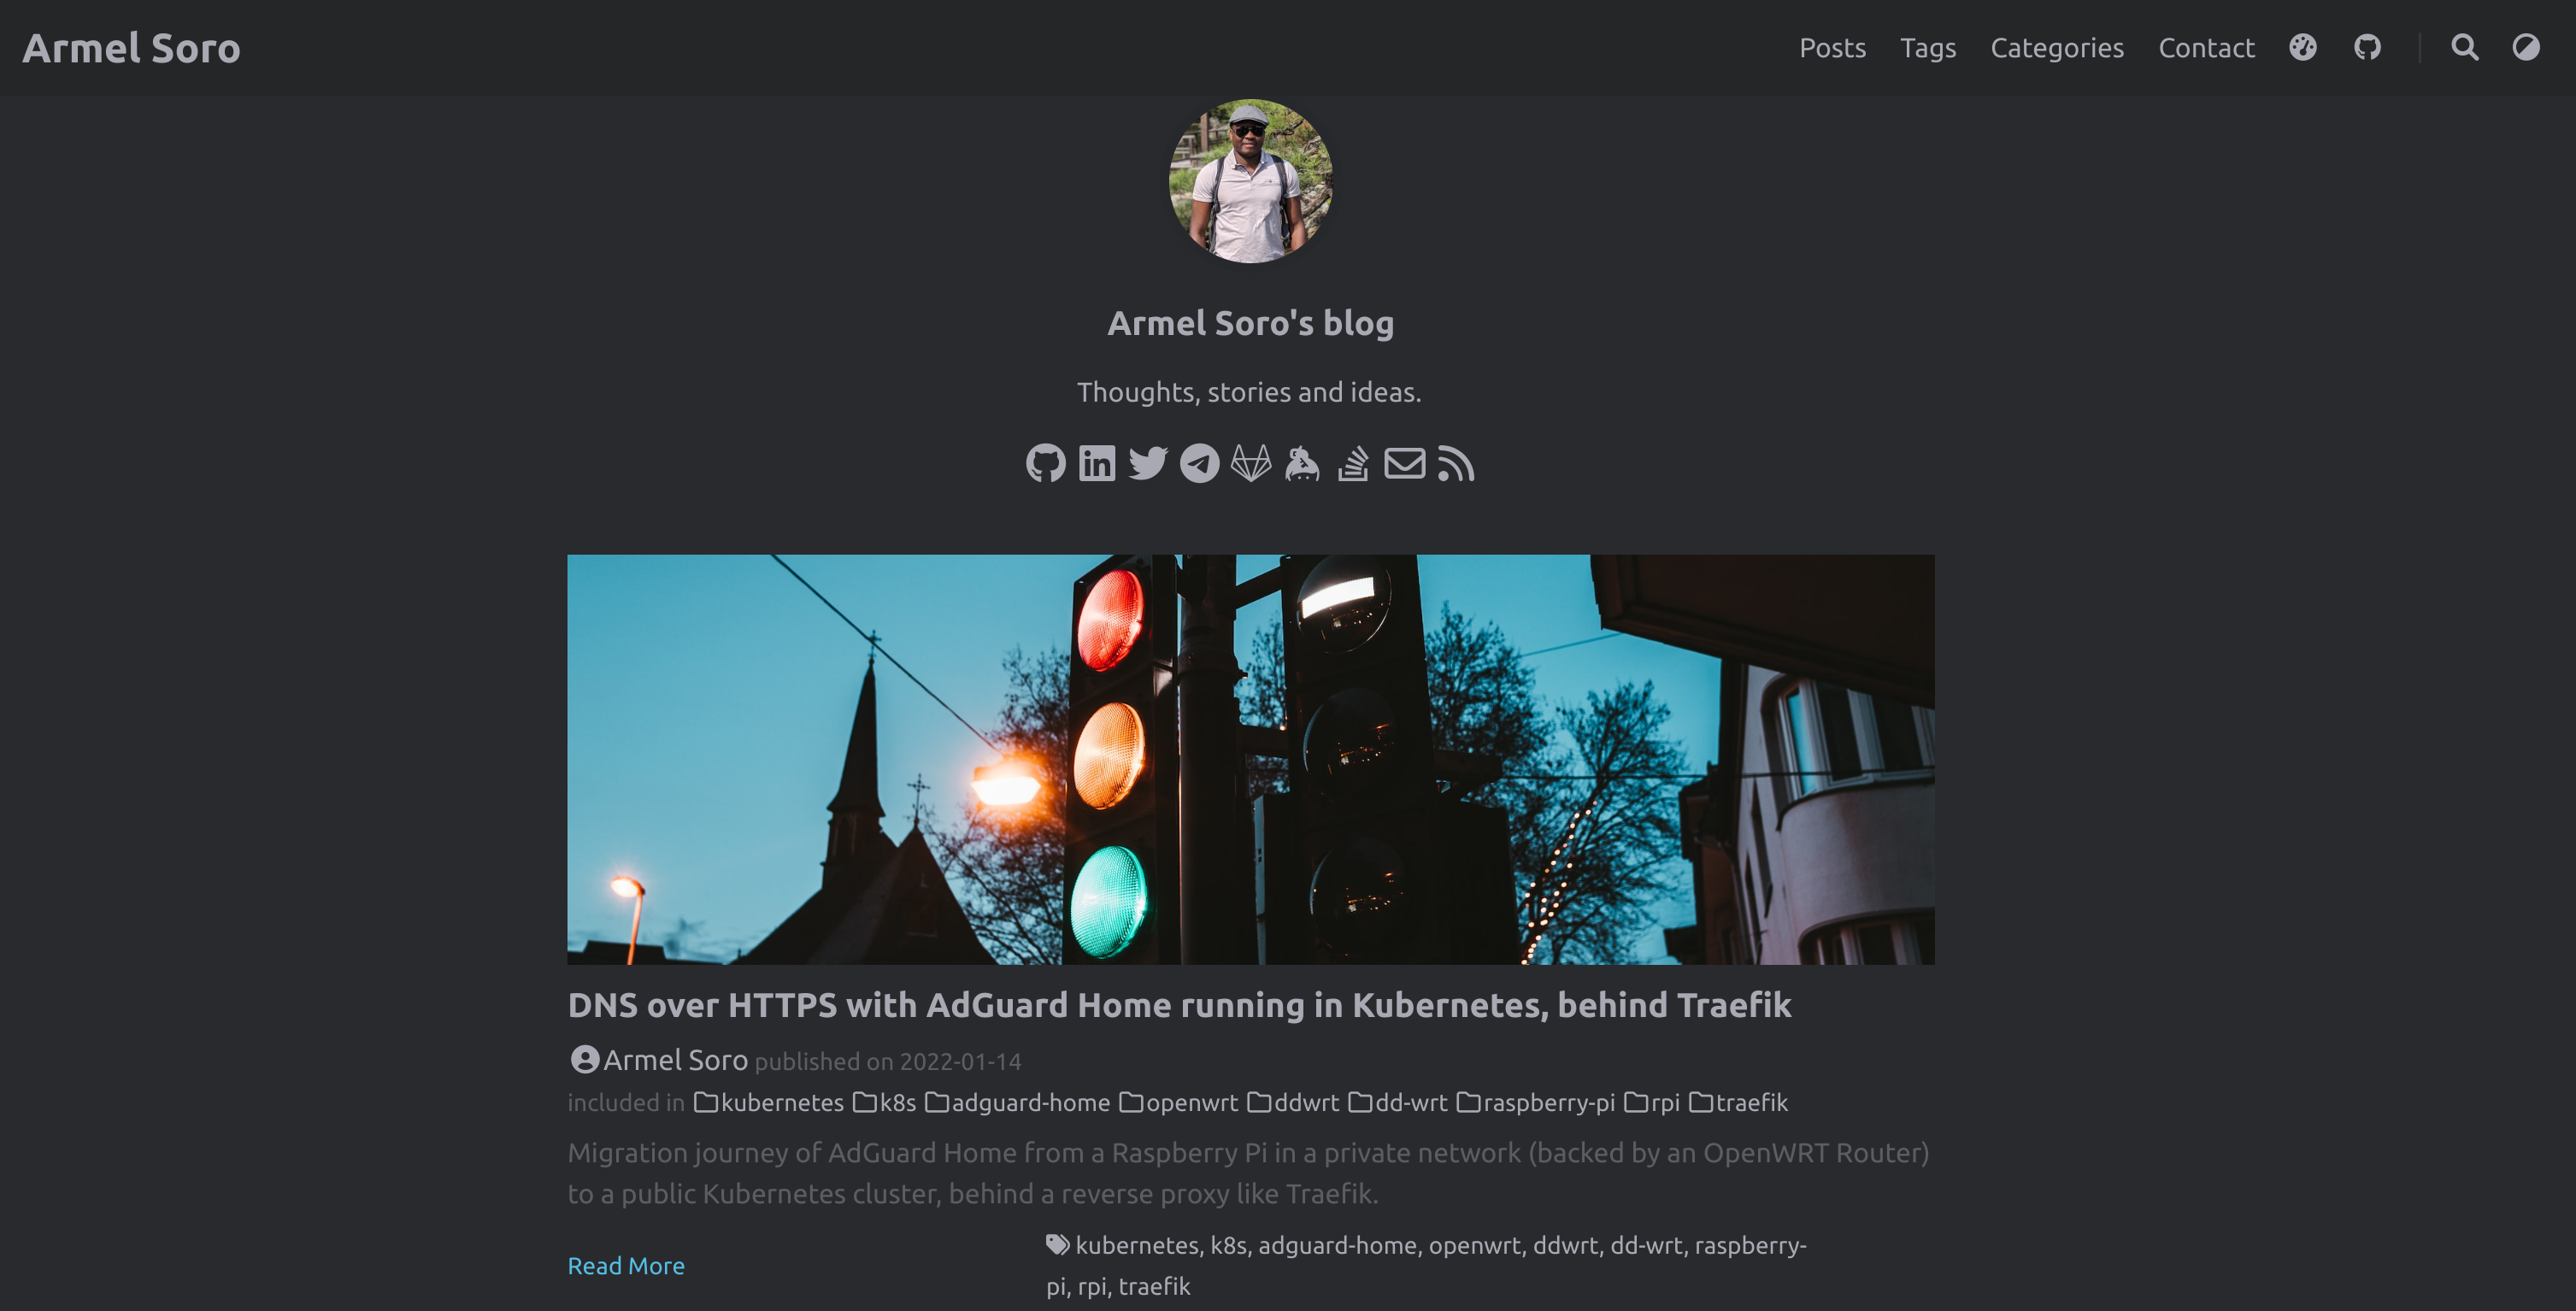 Armel Soro
Posts Tags Categories Contact
Armel Soro's blog
Thoughts, stories and ideas.
DNS over HTTPS with AdGuard Home running in Kubernetes, behind Traefik
Armel Soro published on 2022-01-14
included in kubernetes k8s adguard-home openwrt ddwrt dd-wrt raspberry-pi rpi traefik
Migration journey of AdGuard Home from a Raspberry Pi in a private network (backed by an OpenWRT Router)
to a public Kubernetes cluster, behind a reverse proxy like Traefik.
Read More
kubernetes, k8s, adguard-home, openwrt, ddwrt, dd-wrt, raspberry-
pi, rpi, traefik